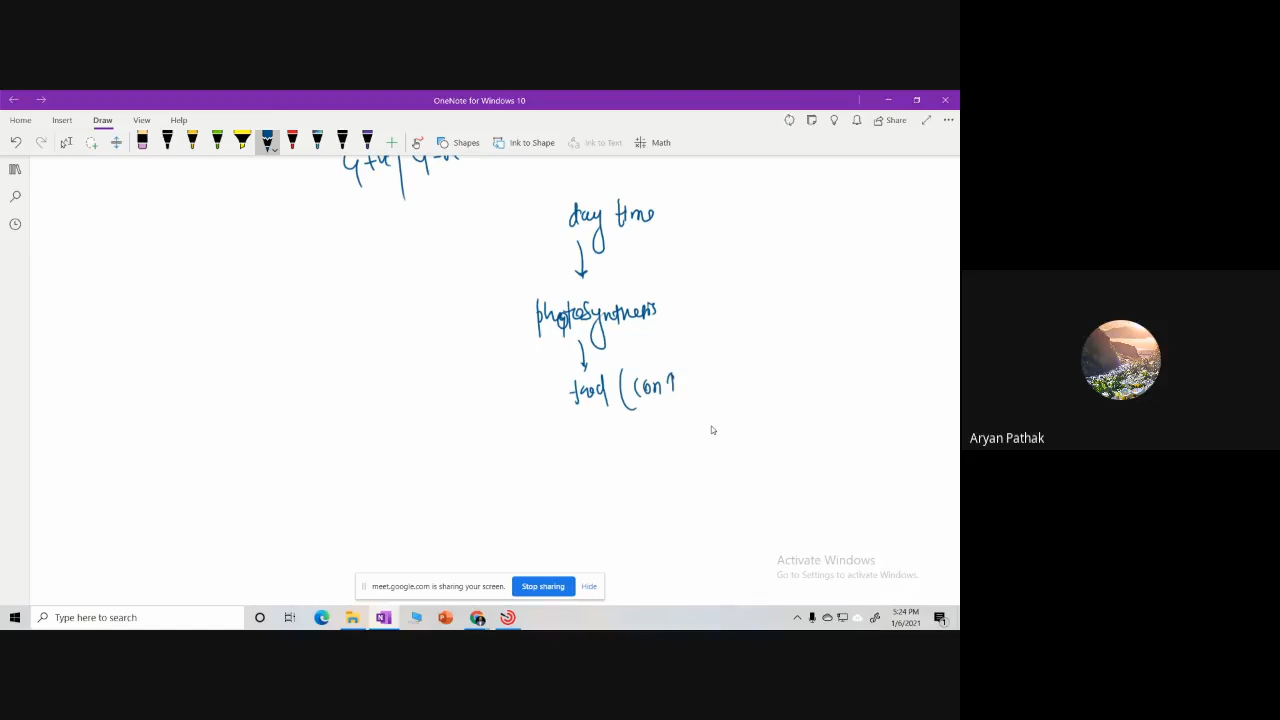 OneNote for Windows 10
Home Insert Draw View Help
Share
Shapes Ink to Shape Ink to Text Math
day time
photosynthesis
food (con↑
Aryan Pathak
Activate Windows
Go to Settings to activate Windows.
meet.google.com is sharing your screen. Stop sharing Hide
Type here to search
5:24 PM
1/6/2021